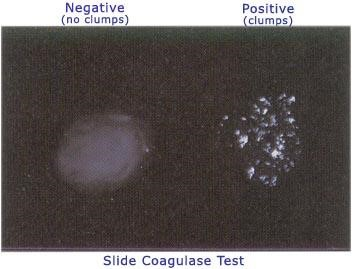 Negative
(no clumps)
Positive
(clumps)
Slide Coagulase Test